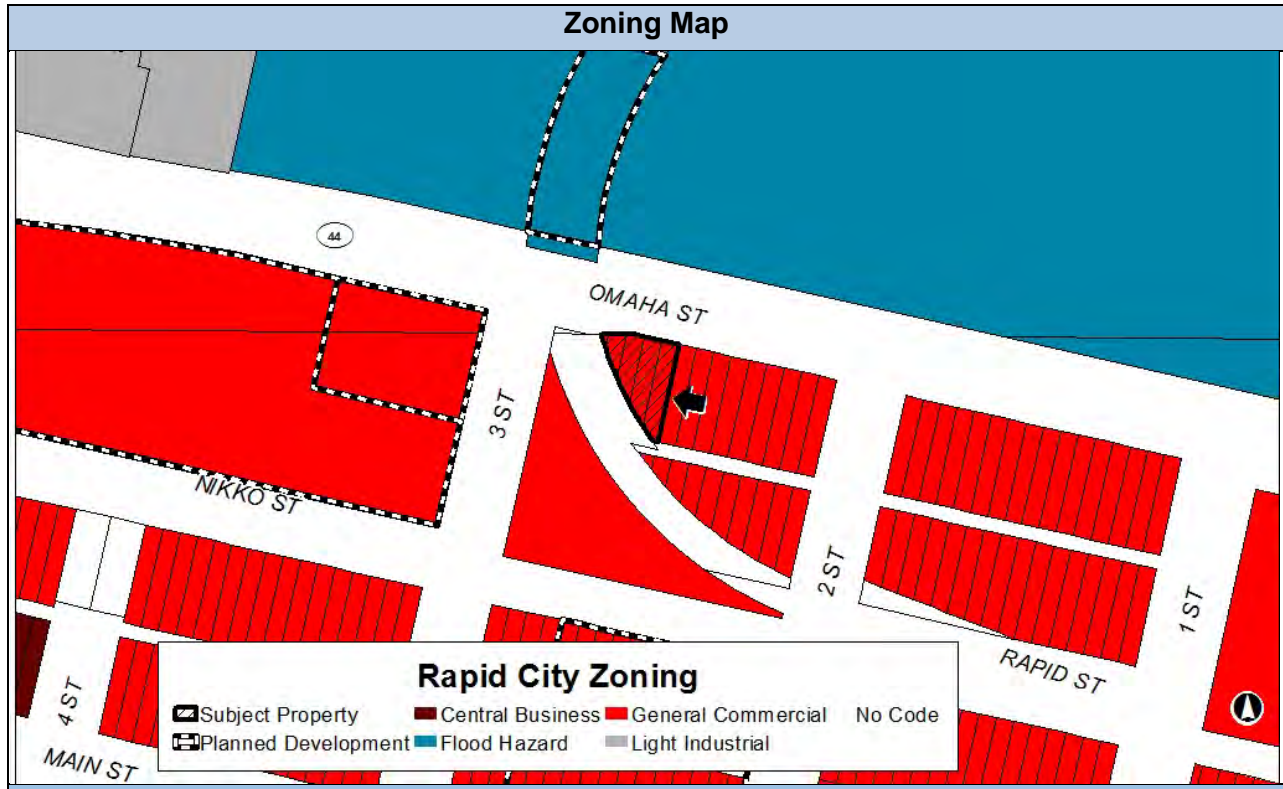 Zoning Map
44
OMAHA ST
3 ST
NIKKO ST
2 ST
1 ST
RAPID ST
4 ST
MAIN ST
Rapid City Zoning
Subject Property Central Business General Commercial No Code
Planned Development Flood Hazard Light Industrial